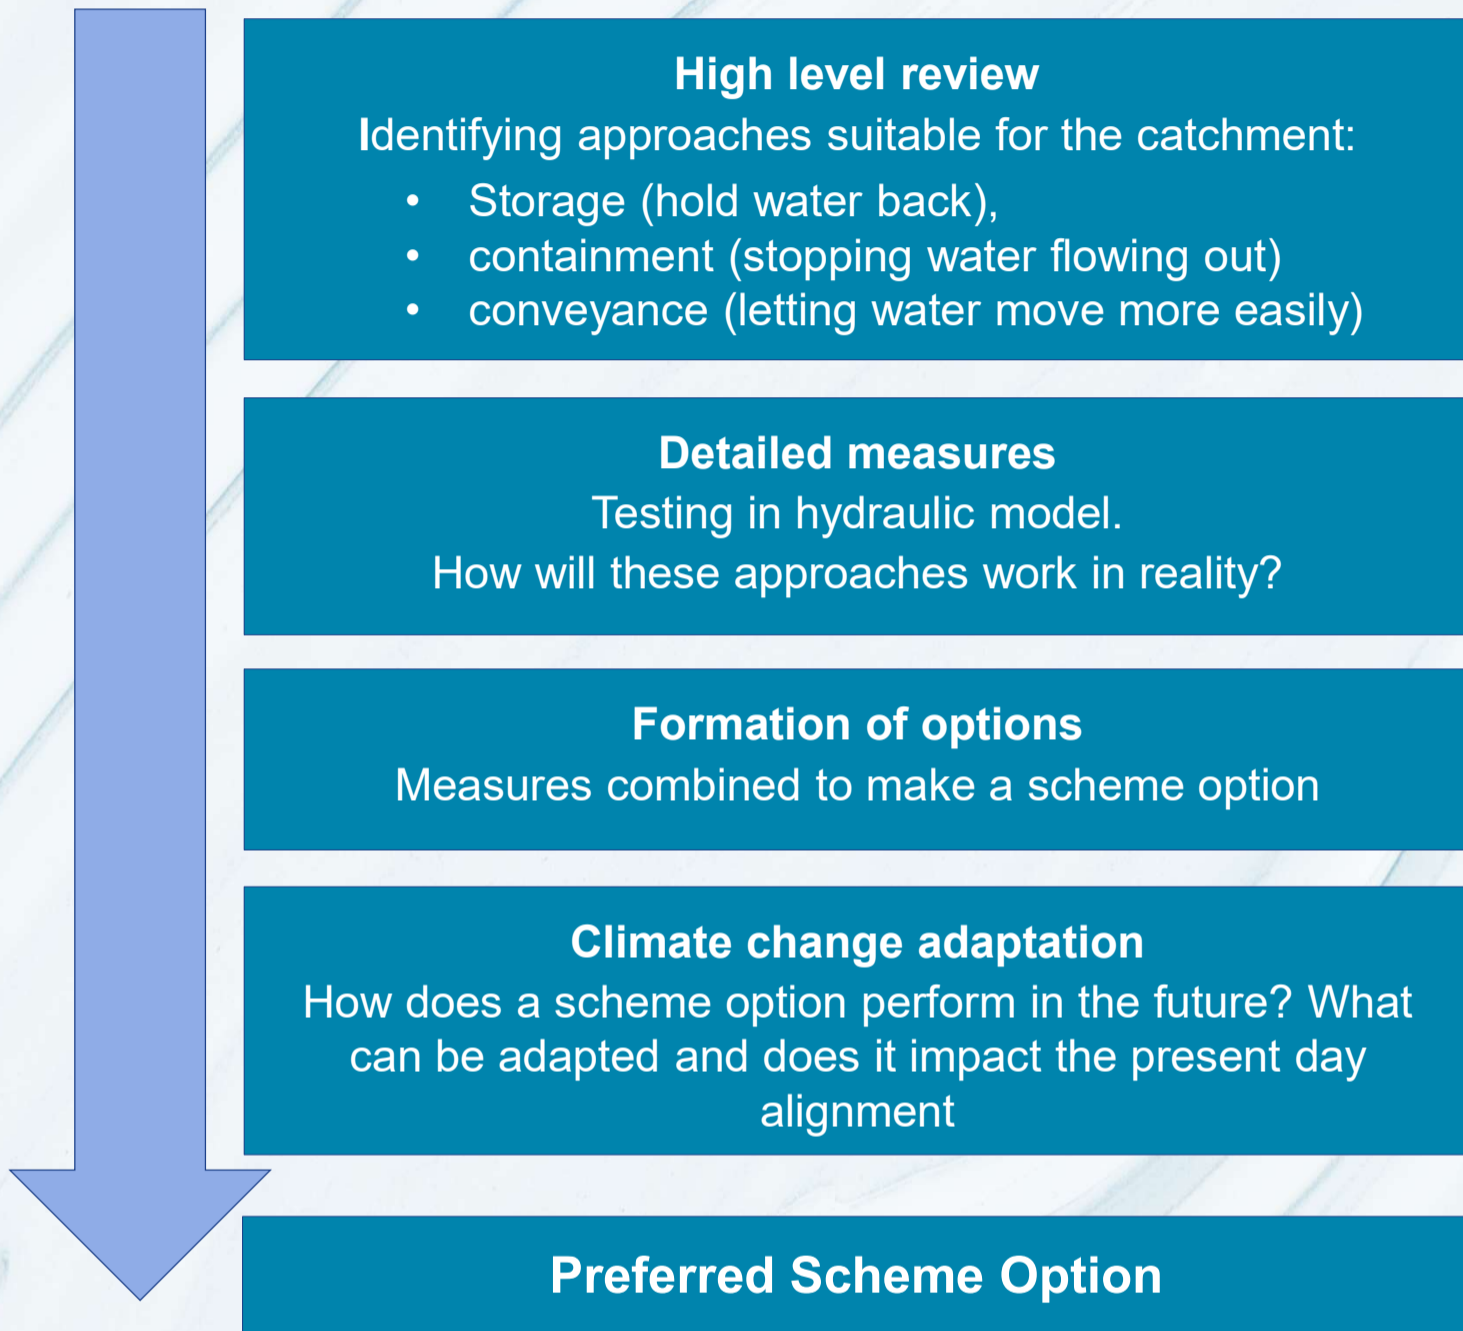 High level review
Identifying approaches suitable for the catchment:
• Storage (hold water back),
• containment (stopping water flowing out)
• conveyance (letting water move more easily)
Detailed measures
Testing in hydraulic model.
How will these approaches work in reality?
Formation of options
Measures combined to make a scheme option
Climate change adaptation
How does a scheme option perform in the future? What
can be adapted and does it impact the present day
alignment
Preferred Scheme Option